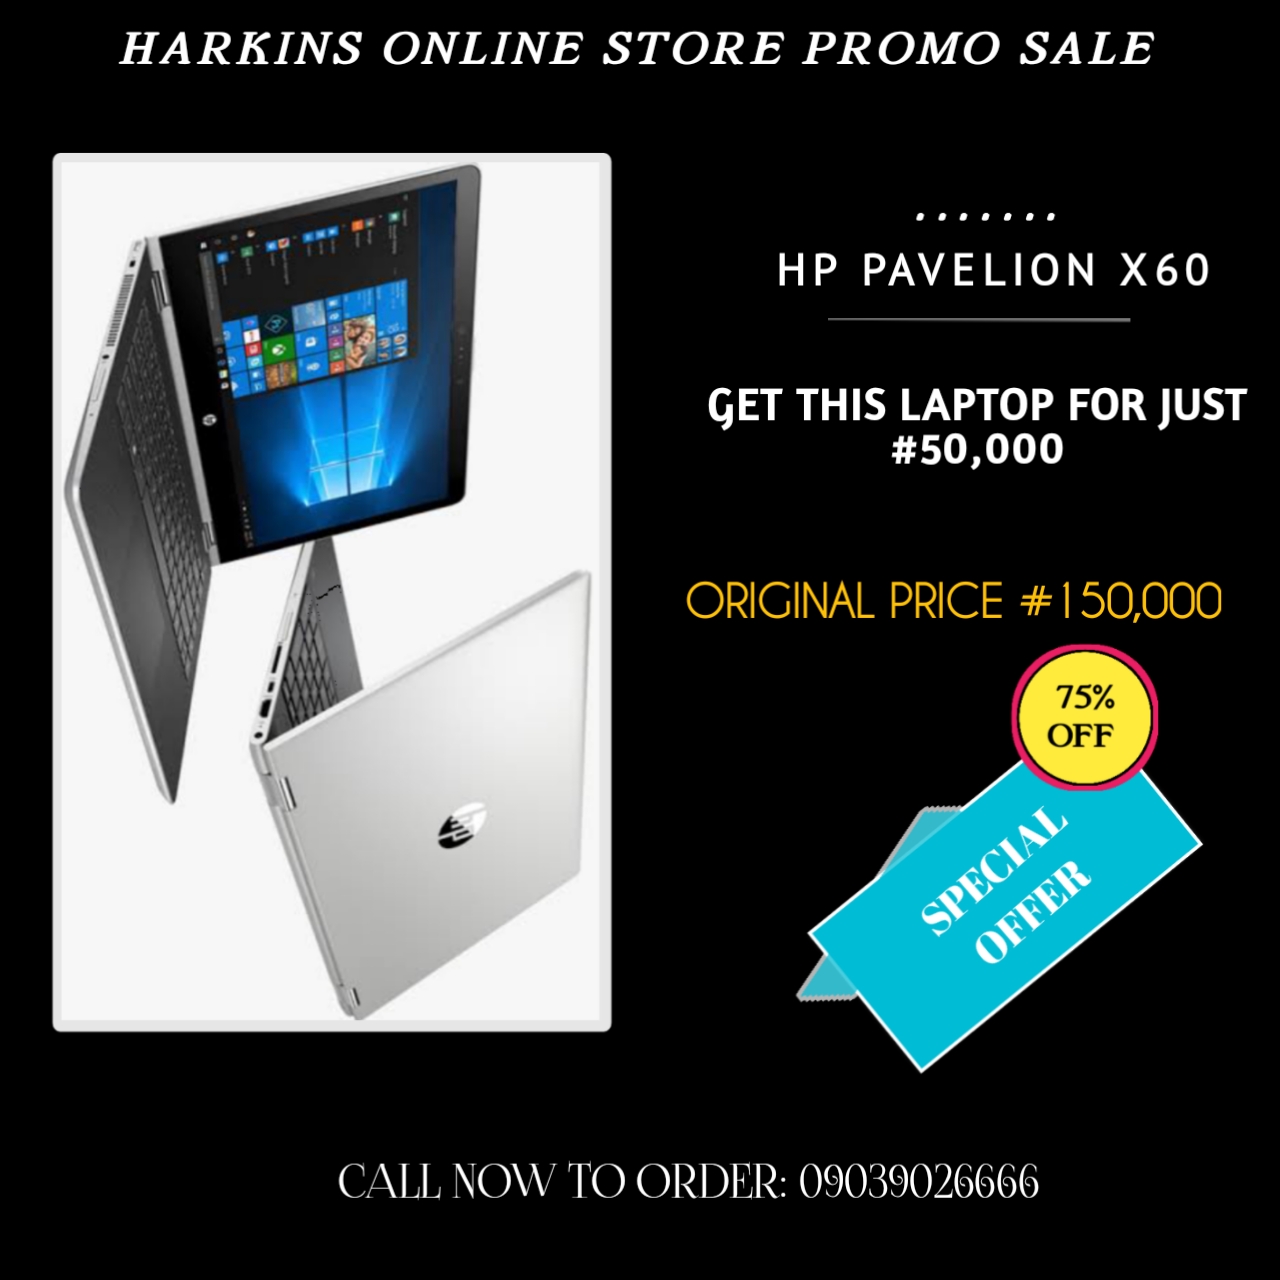 HARKINS ONLINE STORE PROMO SALE
.......
HP PAVELION X60
GET THIS LAPTOP FOR JUST
#50,000
ORIGINAL PRICE #150,000
75%
OFF
SPECIAL
OFFER
CALL NOW TO ORDER: 09039026666